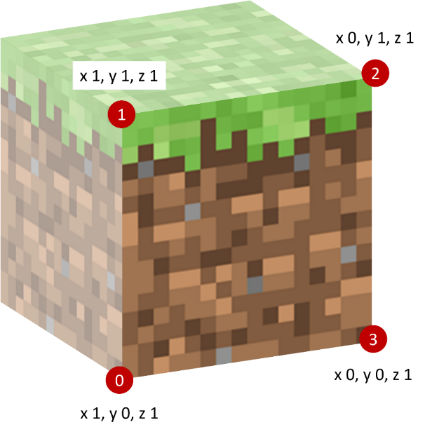 x 0, y 1, z 1
2
x 1, y 1, z 1
1
3
x 0, y 0, z 1
0
x 1, y 0, z 1